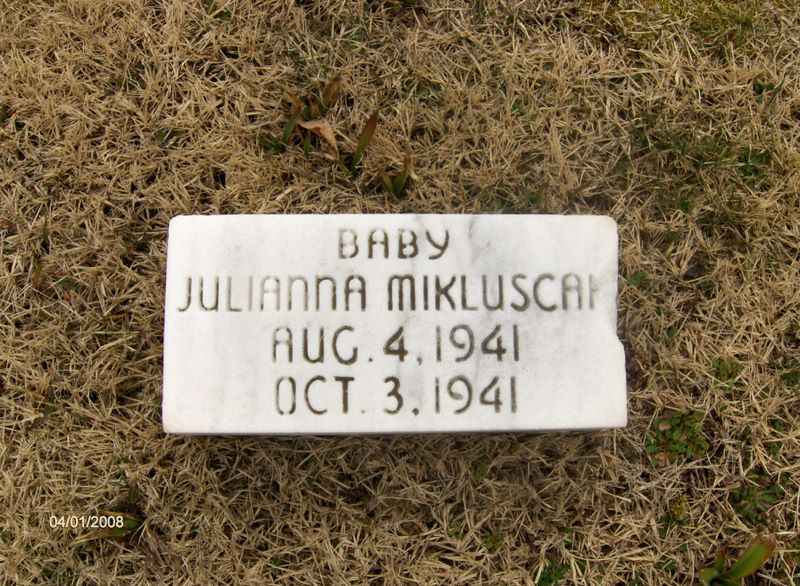 BABY
JULIANNA MIKLUSCAK
AUG. 4, 1941
OCT. 3, 1941
04/01/2008